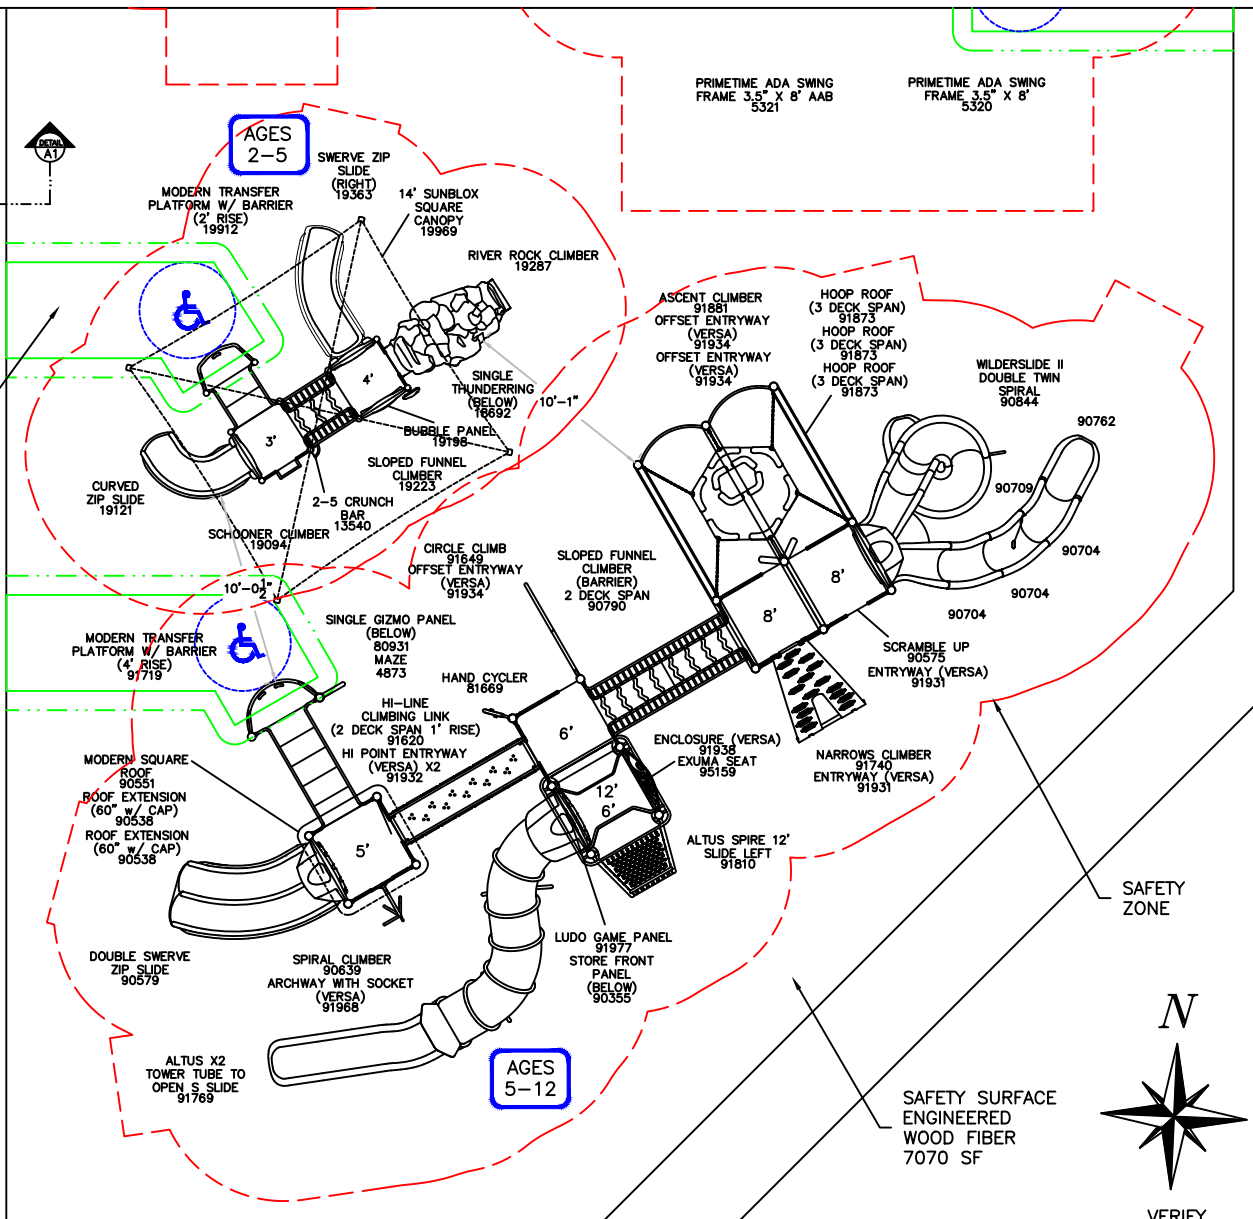 PRIMETIME ADA SWING
FRAME 3.5" X 8' AAB
5321
PRIMETIME ADA SWING
FRAME 3.5" X 8'
5320
DETAIL
A1
AGES
2-5
SWERVE ZIP
SLIDE
(RIGHT)
19363
MODERN TRANSFER
PLATFORM W/ BARRIER
(2' RISE)
19912
14' SUNBLOX
SQUARE
CANOPY
19969
RIVER ROCK CLIMBER
19287
ASCENT CLIMBER
91881
OFFSET ENTRYWAY
(VERSA)
91934
OFFSET ENTRYWAY
(VERSA)
91934
HOOP ROOF
(3 DECK SPAN)
91873
HOOP ROOF
(3 DECK SPAN)
91873
HOOP ROOF
(3 DECK SPAN)
91873
WILDERSLIDE II
DOUBLE TWIN
SPIRAL
90844
90762
90709
90704
90704
90704
4'
3'
SINGLE
THUNDERRING
(BELOW)
16692
10'-1"
BUBBLE PANEL
19198
SLOPED FUNNEL
CLIMBER
19223
2-5 CRUNCH
BAR
13540
CURVED
ZIP SLIDE
19121
SCHOONER CLIMBER
19094
CIRCLE CLIMB
91649
OFFSET ENTRYWAY
(VERSA)
91934
SLOPED FUNNEL
CLIMBER
(BARRIER)
2 DECK SPAN
90790
8'
8'
10'-0 1/2"
MODERN TRANSFER
PLATFORM W/ BARRIER
(4' RISE)
91719
SINGLE GIZMO PANEL
(BELOW)
80931
MAZE
4873
HAND CYCLER
81669
HI-LINE
CLIMBING LINK
(2 DECK SPAN 1' RISE)
91620
HI POINT ENTRYWAY
(VERSA) X2
91932
SCRAMBLE UP
90575
ENTRYWAY (VERSA)
91931
6'
ENCLOSURE (VERSA)
91938
EXUMA SEAT
95159
NARROWS CLIMBER
91740
ENTRYWAY (VERSA)
91931
MODERN SQUARE
ROOF
90551
ROOF EXTENSION
(60" w/ CAP)
90538
ROOF EXTENSION
(60" w/ CAP)
90538
12'
6'
5'
ALTUS SPIRE 12'
SLIDE LEFT
91810
SAFETY
ZONE
DOUBLE SWERVE
ZIP SLIDE
90579
SPIRAL CLIMBER
90639
ARCHWAY WITH SOCKET
(VERSA)
91968
LUDO GAME PANEL
91977
STORE FRONT
PANEL
(BELOW)
90355
ALTUS X2
TOWER TUBE TO
OPEN S SLIDE
91769
AGES
5-12
N
SAFETY SURFACE
ENGINEERED
WOOD FIBER
7070 SF
VERIFY